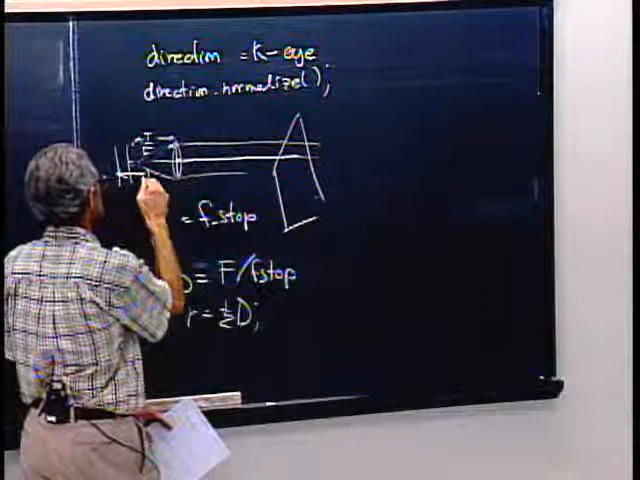 direction = K - eye
direction.normalize();
F
= f_stop
D = F/fstop
r = ½D;